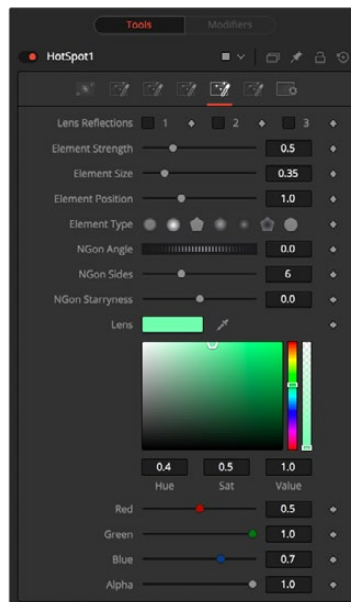 Tools Modifiers
HotSpot1
Lens Reflections 1 2 3
Element Strength 0.5
Element Size 0.35
Element Position 1.0
Element Type
NGon Angle 0.0
NGon Sides 6
NGon Starryness 0.0
Lens
0.4 0.5 1.0
Hue Sat Value
Red 0.5
Green 1.0
Blue 0.7
Alpha 1.0